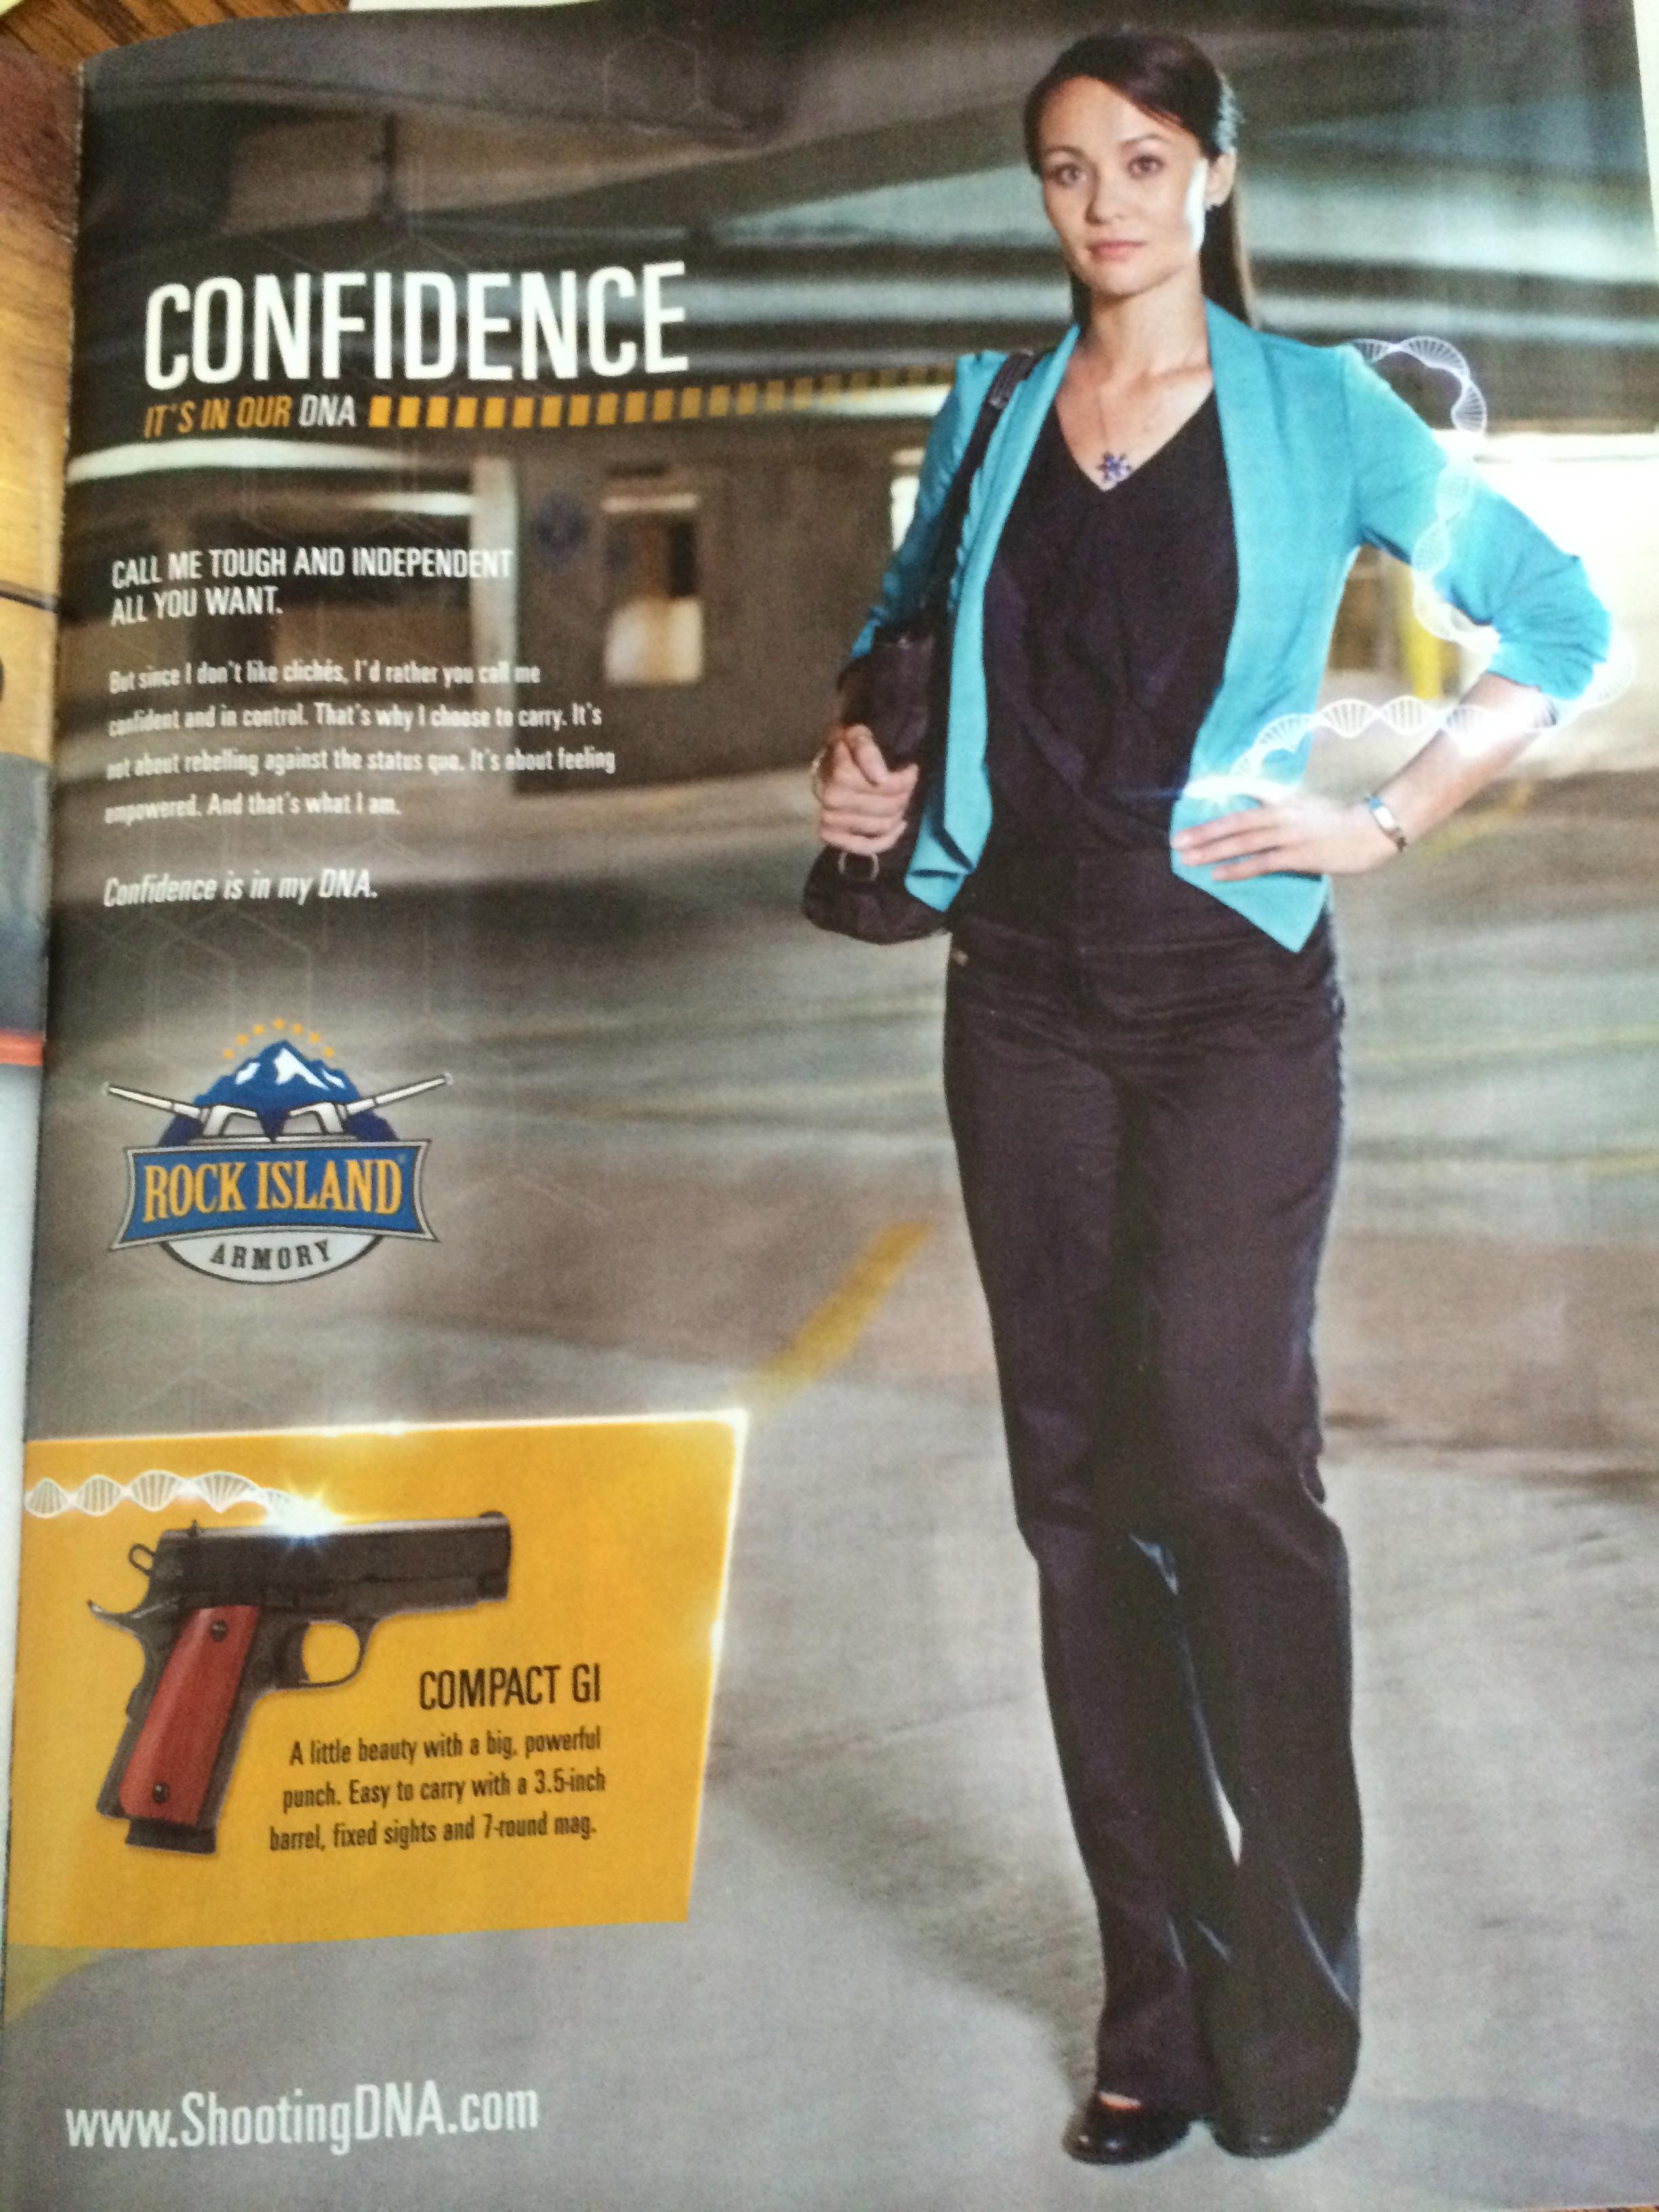 CONFIDENCE
IT'S IN OUR DNA
CALL ME TOUGH AND INDEPENDENT
ALL YOU WANT.
But since I don't like clichés, I'd rather you call me
confident and in control. That's why I choose to carry. It's
not about rebelling against the status quo. It's about feeling
empowered. And that's what I am.
Confidence is in my DNA.
ROCK ISLAND®
ARMORY
COMPACT GI
A little beauty with a big, powerful
punch. Easy to carry with a 3.5-inch
barrel, fixed sights and 7-round mag.
www.ShootingDNA.com